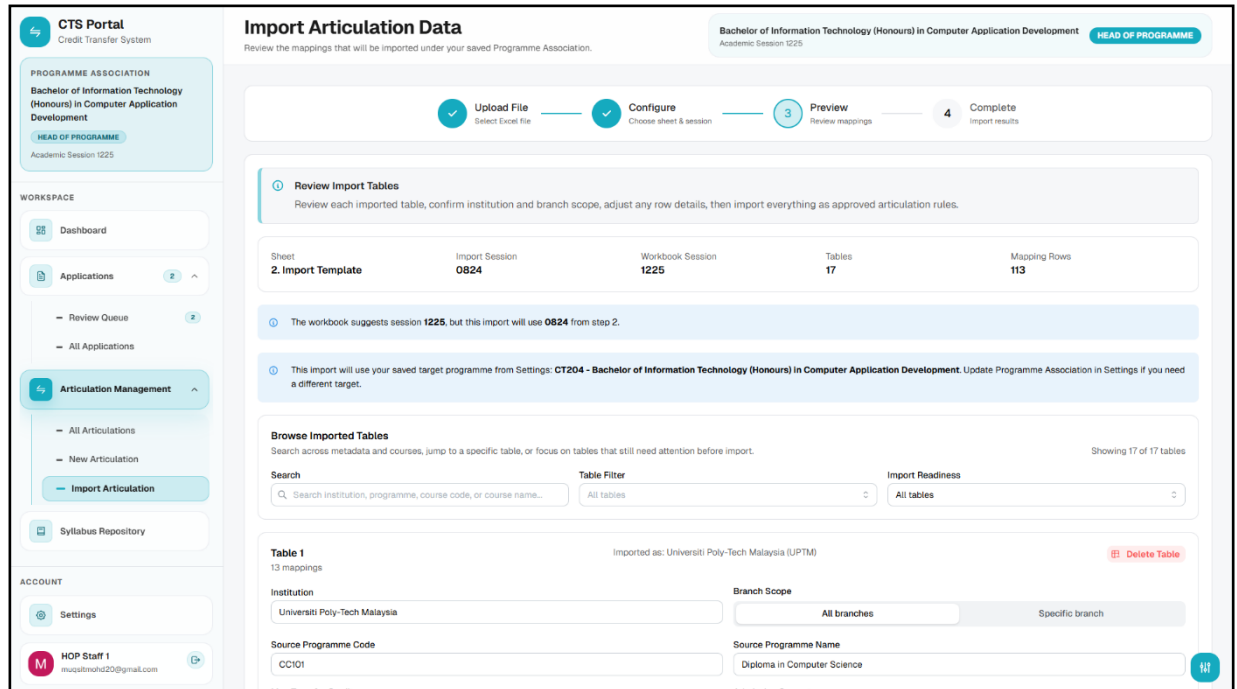 CTS Portal
Credit Transfer System
PROGRAMME ASSOCIATION
Bachelor of Information Technology
(Honours) in Computer Application
Development
HEAD OF PROGRAMME
Academic Session 1225
WORKSPACE
Dashboard
Applications 2
Review Queue 2
All Applications
Articulation Management
All Articulations
New Articulation
Import Articulation
Syllabus Repository
ACCOUNT
Settings
M
HOP Staff 1
muqsitmohd20@gmail.com
Import Articulation Data
Review the mappings that will be imported under your saved Programme Association.
Bachelor of Information Technology (Honours) in Computer Application Development
Academic Session 1225
HEAD OF PROGRAMME
Upload File
Select Excel file
Configure
Choose sheet & session
3
Preview
Review mappings
4
Complete
Import results
Review Import Tables
Review each imported table, confirm institution and branch scope, adjust any row details, then import everything as approved articulation rules.
Sheet Import Session Workbook Session Tables Mapping Rows
2. Import Template 0824 1225 17 113
The workbook suggests session 1225, but this import will use 0824 from step 2.
This import will use your saved target programme from Settings: CT204 - Bachelor of Information Technology (Honours) in Computer Application Development. Update Programme Association in Settings if you need
a different target.
Browse Imported Tables
Search across metadata and courses, jump to a specific table, or focus on tables that still need attention before import.
Showing 17 of 17 tables
Search Table Filter Import Readiness
Search institution, programme, course code, or course name... All tables All tables
Table 1
13 mappings
Imported as: Universiti Poly-Tech Malaysia (UPTM)
Delete Table
Institution
Universiti Poly-Tech Malaysia
Branch Scope
All branches Specific branch
Source Programme Code
CC101
Source Programme Name
Diploma in Computer Science